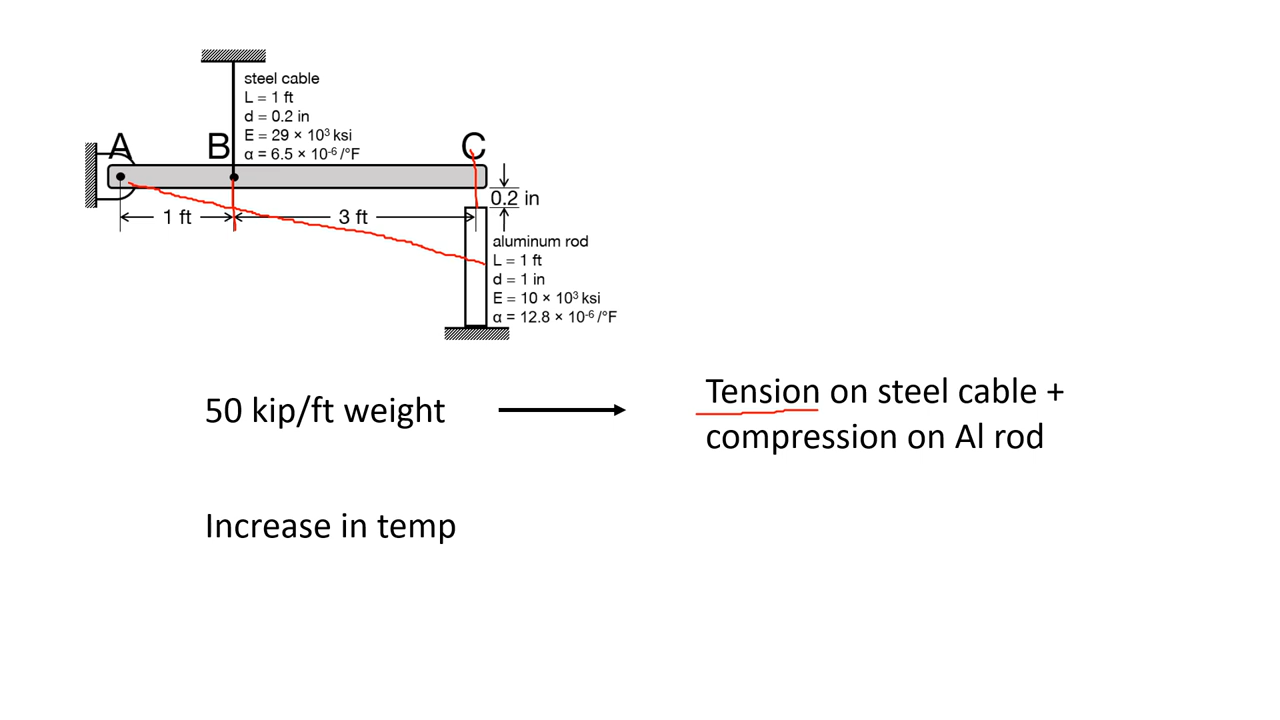 steel cable
L = 1 ft
d = 0.2 in
E = 29 × 10³ ksi
α = 6.5 × 10⁻⁶ /°F
A
B
C
0.2 in
1 ft
3 ft
aluminum rod
L = 1 ft
d = 1 in
E = 10 × 10³ ksi
α = 12.8 × 10⁻⁶ /°F
50 kip/ft weight
Tension on steel cable +
compression on Al rod
Increase in temp